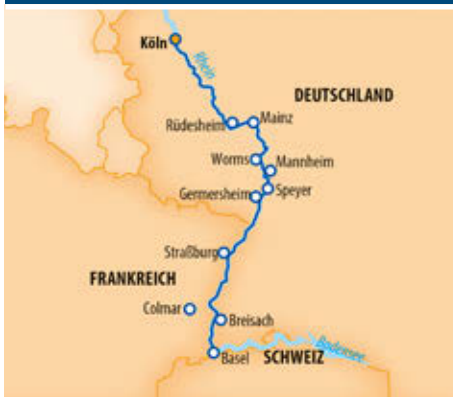 Köln
Rhein
DEUTSCHLAND
Rüdesheim
Mainz
Worms
Mannheim
Speyer
Germersheim
Straßburg
FRANKREICH
Colmar
Breisach
Basel
SCHWEIZ
Bodensee